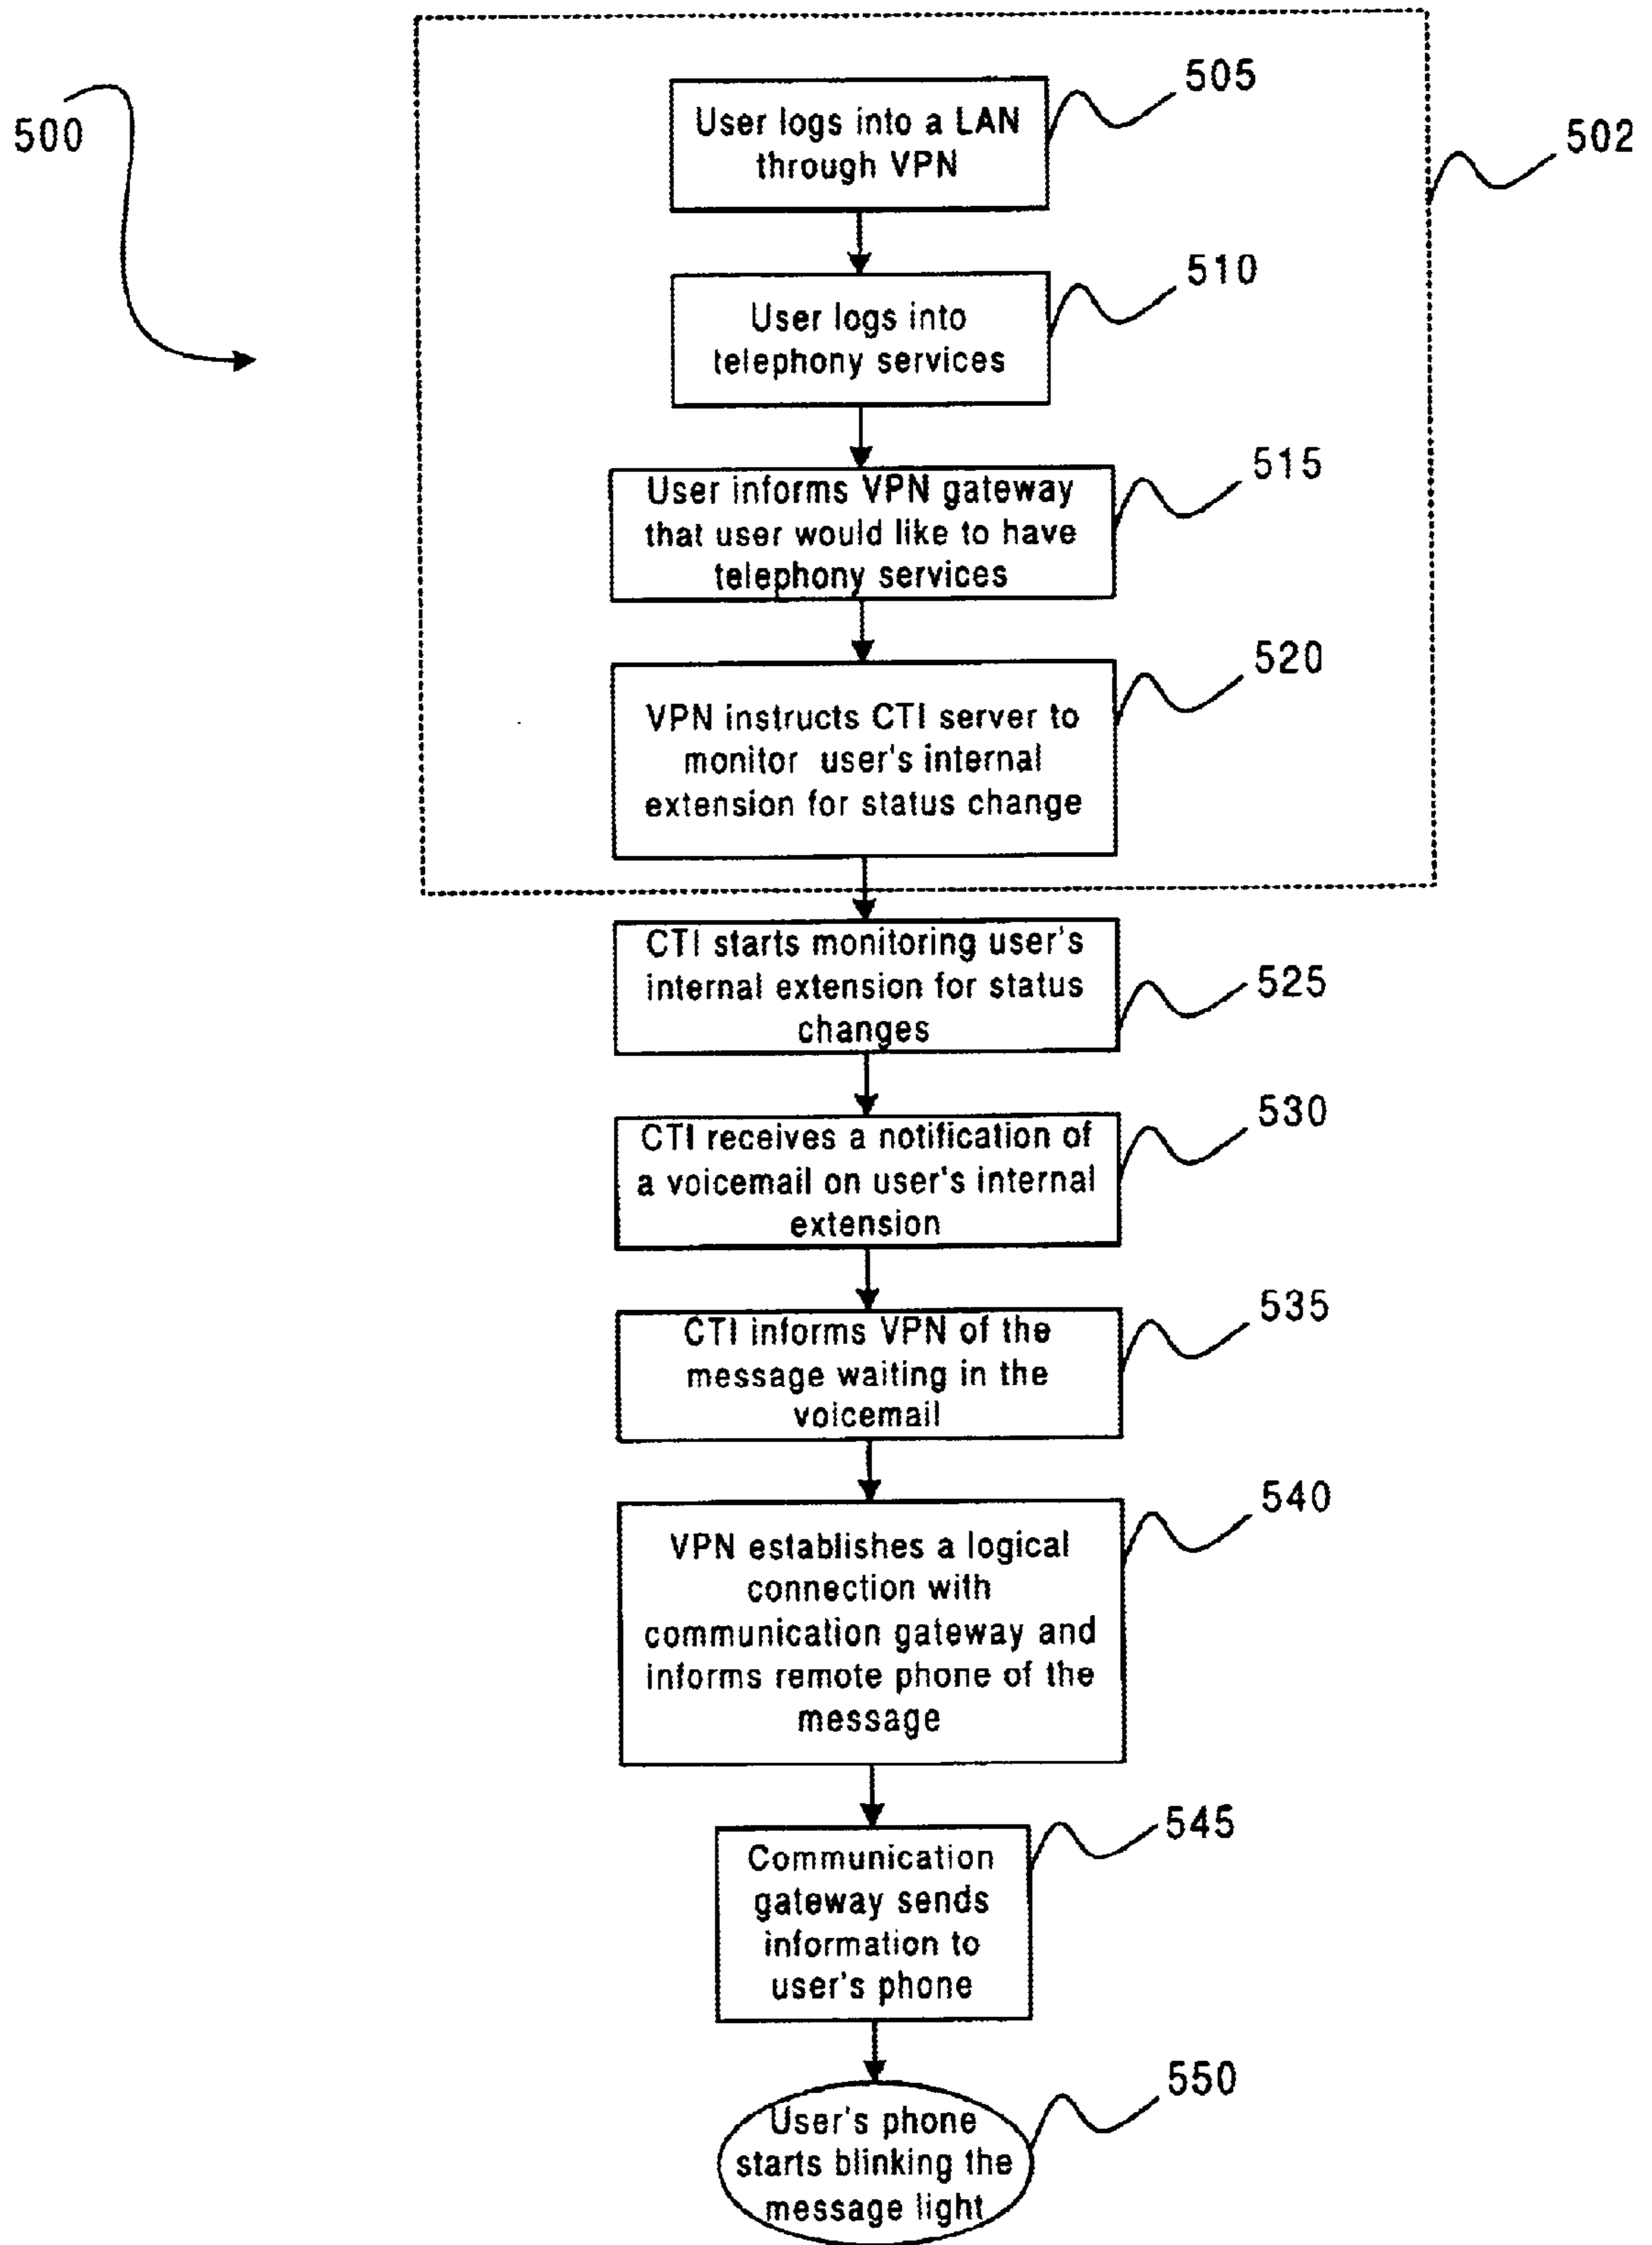 505
User logs into a LAN
through VPN
500
502
510
User logs into
telephony services
515
User informs VPN gateway
that user would like to have
telephony services
520
VPN instructs CTI server to
monitor user's internal
extension for status change
CTI starts monitoring user's
internal extension for status
changes
525
530
CTI receives a notification of
a voicemail on user's internal
extension
535
CTI informs VPN of the
message waiting in the
voicemail
540
VPN establishes a logical
connection with
communication gateway and
informs remote phone of the
message
545
Communication
gateway sends
information to
user's phone
550
User's phone
starts blinking the
message light